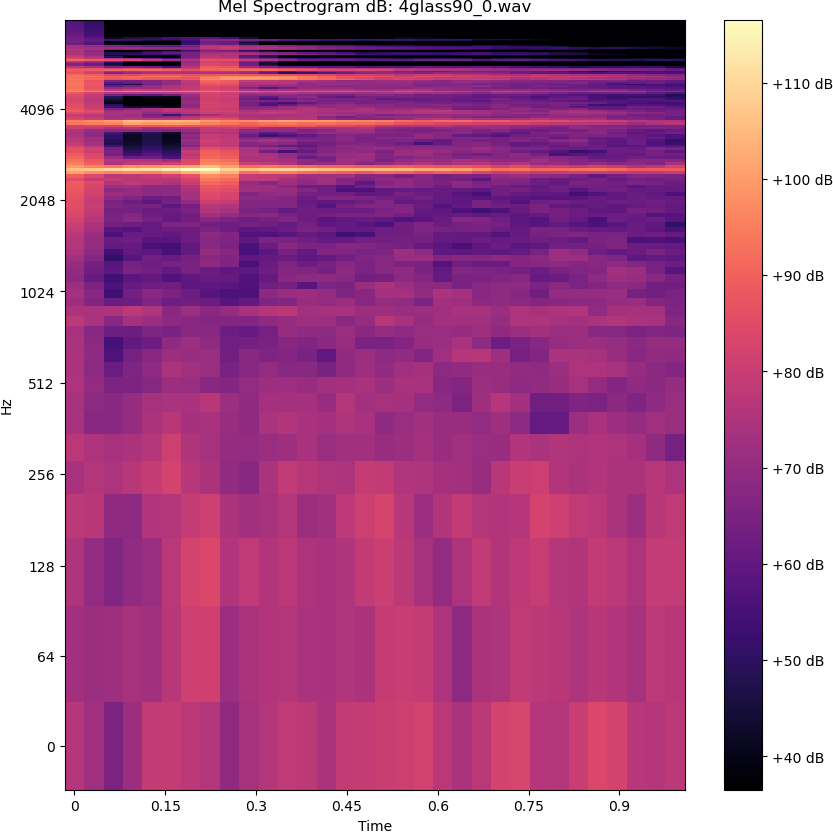 Mel Spectrogram dB: 4glass90_0.wav
+110 dB
4096
+100 dB
2048
+90 dB
1024
+80 dB
512
Hz
+70 dB
256
128
+60 dB
64
+50 dB
0
+40 dB
0 0.15 0.3 0.45 0.6 0.75 0.9
Time